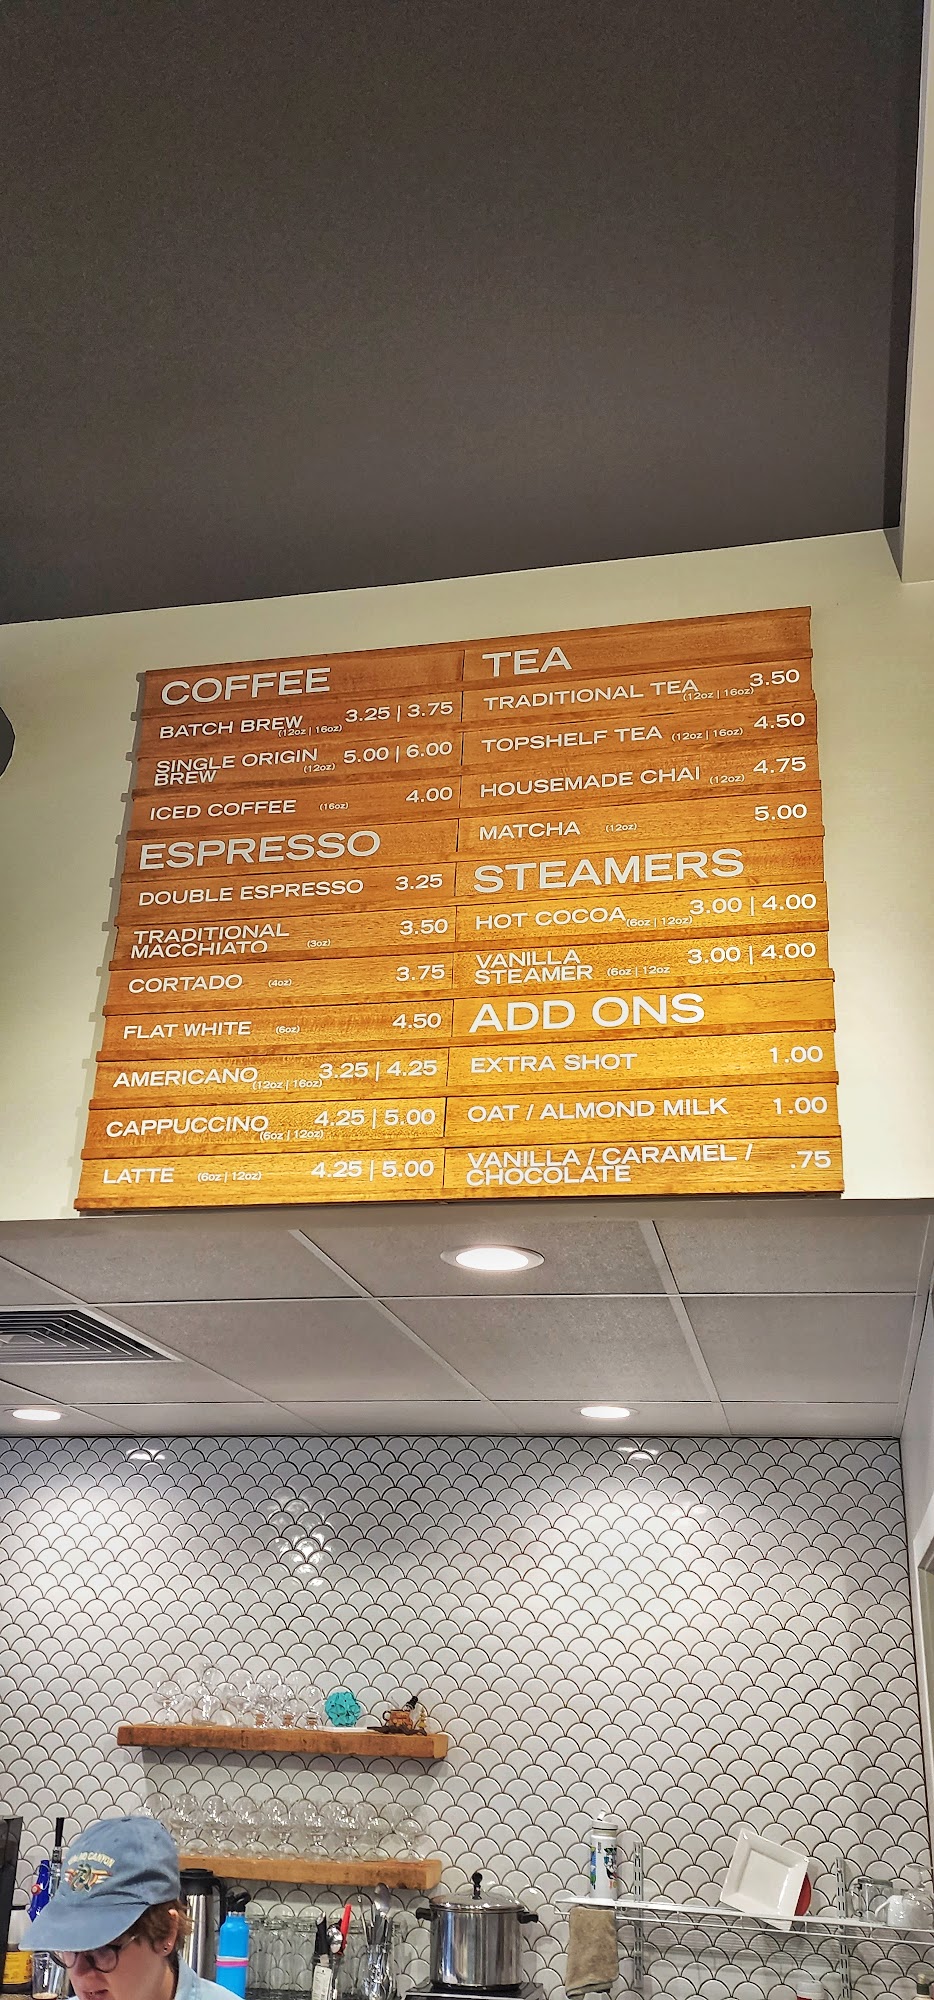 COFFEE
BATCH BREW (12oz | 16oz) 3.25 | 3.75
SINGLE ORIGIN
BREW (12oz) 5.00 | 6.00
ICED COFFEE (16oz) 4.00
ESPRESSO
DOUBLE ESPRESSO 3.25
TRADITIONAL
MACCHIATO (3oz) 3.50
CORTADO (4oz) 3.75
FLAT WHITE (6oz) 4.50
AMERICANO (12oz | 16oz) 3.25 | 4.25
CAPPUCCINO (6oz | 12oz) 4.25 | 5.00
LATTE (6oz | 12oz) 4.25 | 5.00
TEA
TRADITIONAL TEA (12oz | 16oz) 3.50
TOPSHELF TEA (12oz | 16oz) 4.50
HOUSEMADE CHAI (12oz) 4.75
MATCHA (12oz) 5.00
STEAMERS
HOT COCOA (6oz | 12oz) 3.00 | 4.00
VANILLA
STEAMER (6oz | 12oz 3.00 | 4.00
ADD ONS
EXTRA SHOT 1.00
OAT / ALMOND MILK 1.00
VANILLA / CARAMEL /
CHOCOLATE .75